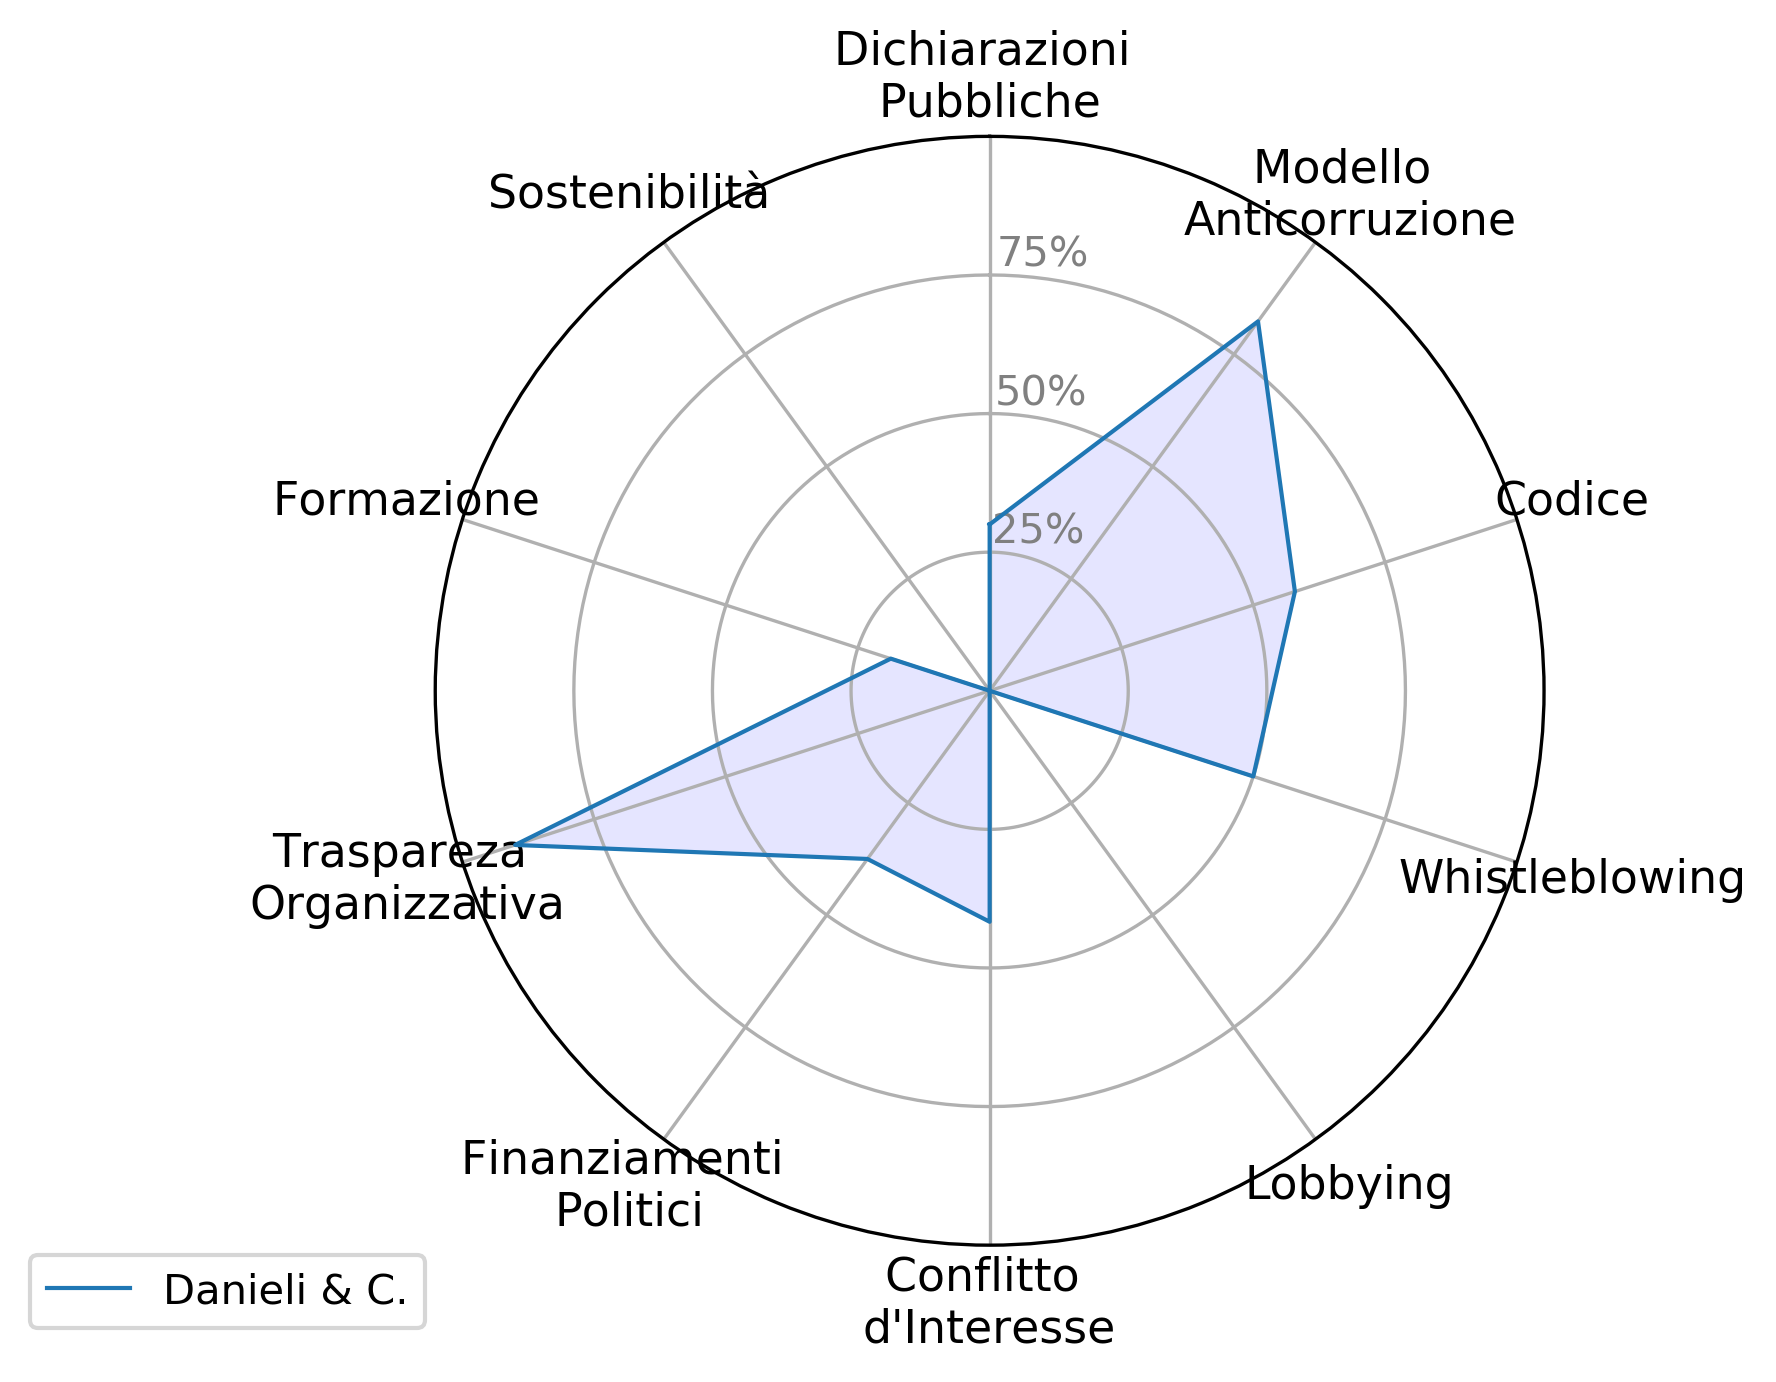 Dichiarazioni
Pubbliche
Modello
Anticorruzione
Sostenibilità
75%
50%
25%
Formazione
Codice
Traspareza
Organizzativa
Whistleblowing
Finanziamenti
Politici
Lobbying
Conflitto
d'Interesse
Danieli & C.